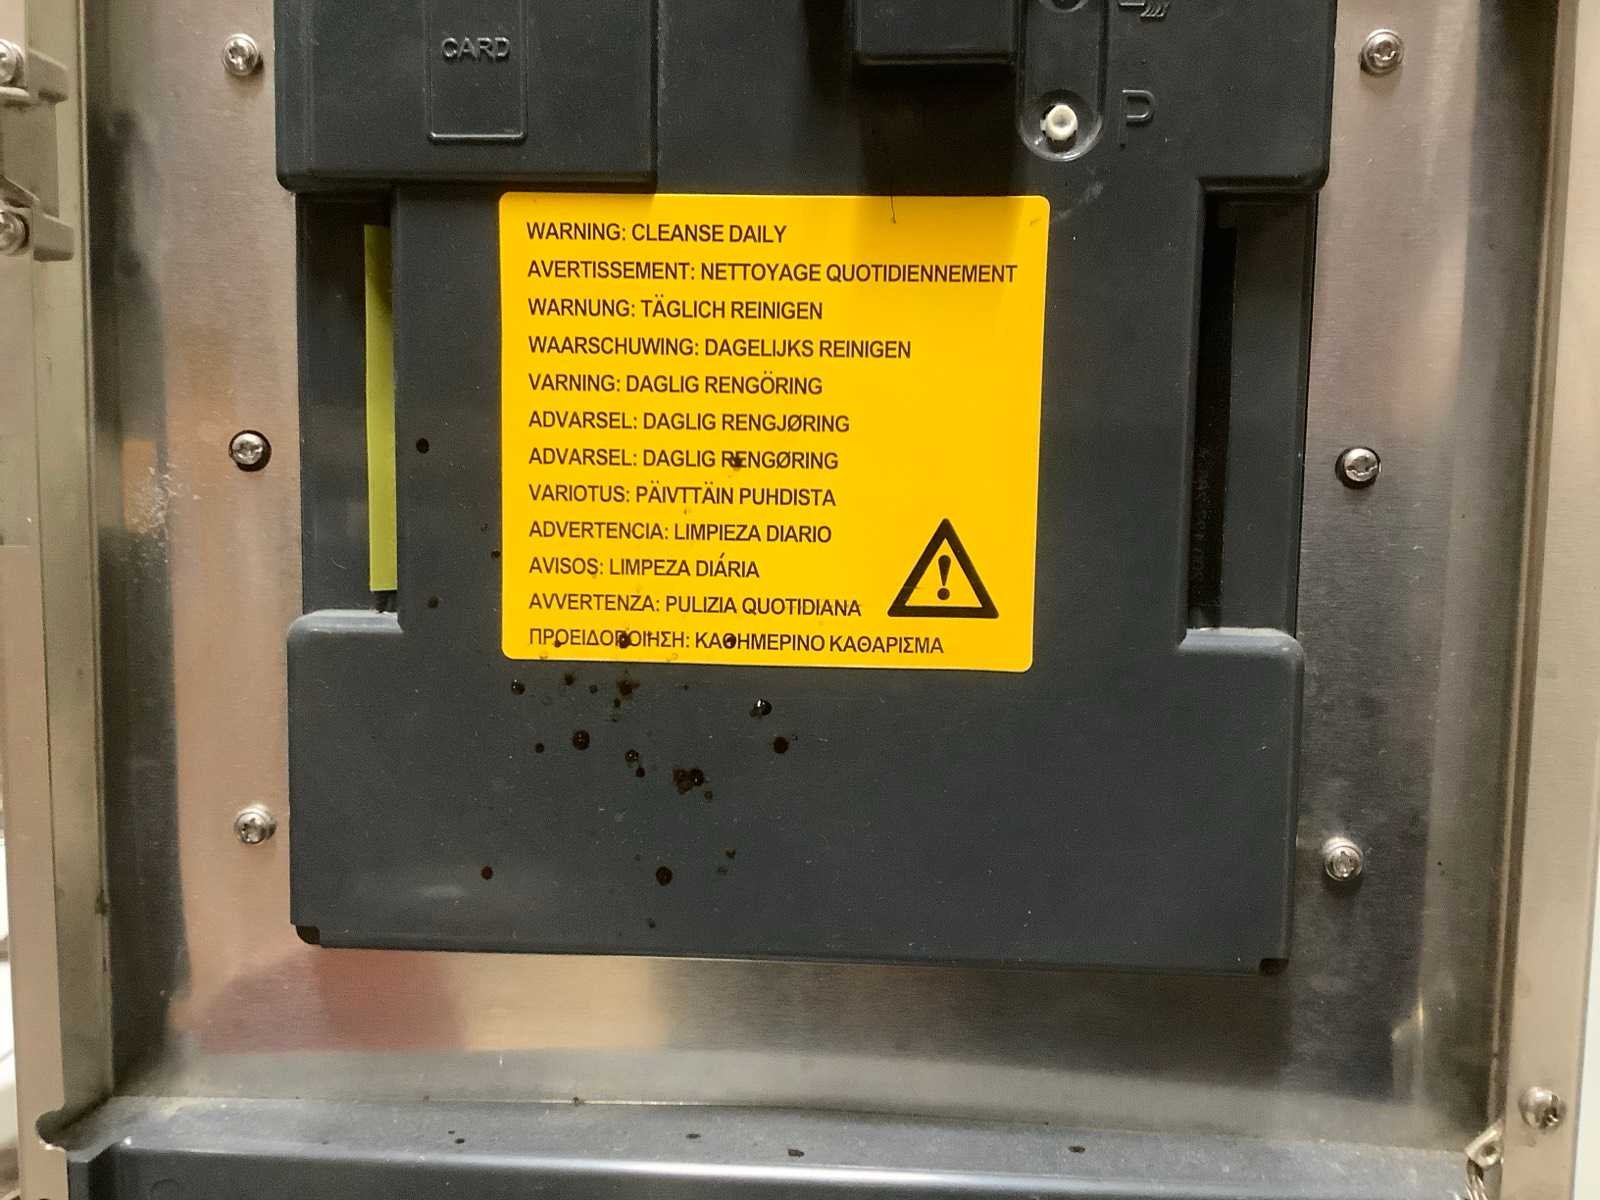 CARD
P
WARNING: CLEANSE DAILY
AVERTISSEMENT: NETTOYAGE QUOTIDIENNEMENT
WARNUNG: TÄGLICH REINIGEN
WAARSCHUWING: DAGELIJKS REINIGEN
VARNING: DAGLIG RENGÖRING
ADVARSEL: DAGLIG RENGJØRING
ADVARSEL: DAGLIG RENGØRING
VARIOTUS: PÄIVTTÄIN PUHDISTA
ADVERTENCIA: LIMPIEZA DIARIO
AVISOS: LIMPEZA DIÁRIA
AVVERTENZA: PULIZIA QUOTIDIANA
ΠΡΟΕΙΔΟΡΟΙΗΣΗ: ΚΑΘΗΜΕΡΙΝΟ ΚΑΘΑΡΙΣΜΑ